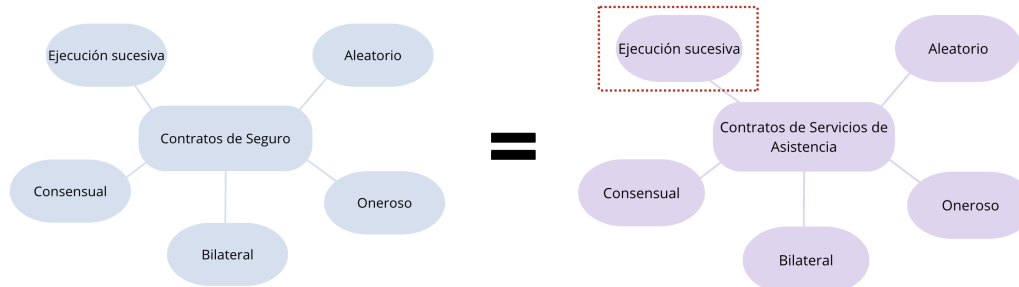 Ejecución sucesiva
Aleatorio
Contratos de Seguro
Consensual
Oneroso
Bilateral
=
Ejecución sucesiva
Aleatorio
Contratos de Servicios de
Asistencia
Consensual
Oneroso
Bilateral